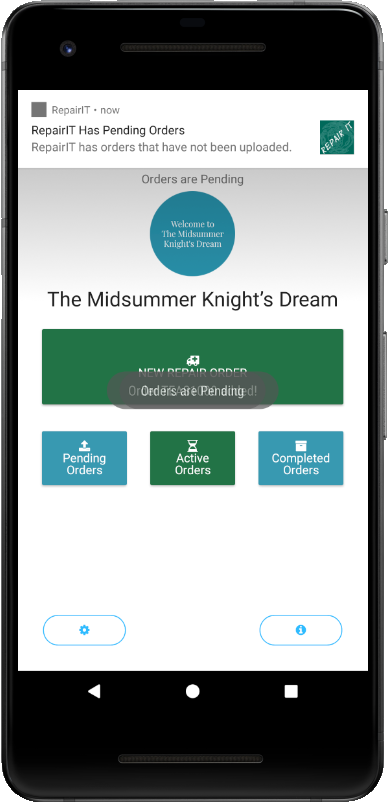 RepairIT • now
RepairIT Has Pending Orders
RepairIT has orders that have not been uploaded.
REPAIR IT
Orders are Pending
Welcome to
The Midsummer
Knight's Dream
The Midsummer Knight's Dream
NEW REPAIR ORDER
Orders are Pending
Pending
Orders
Active
Orders
Completed
Orders